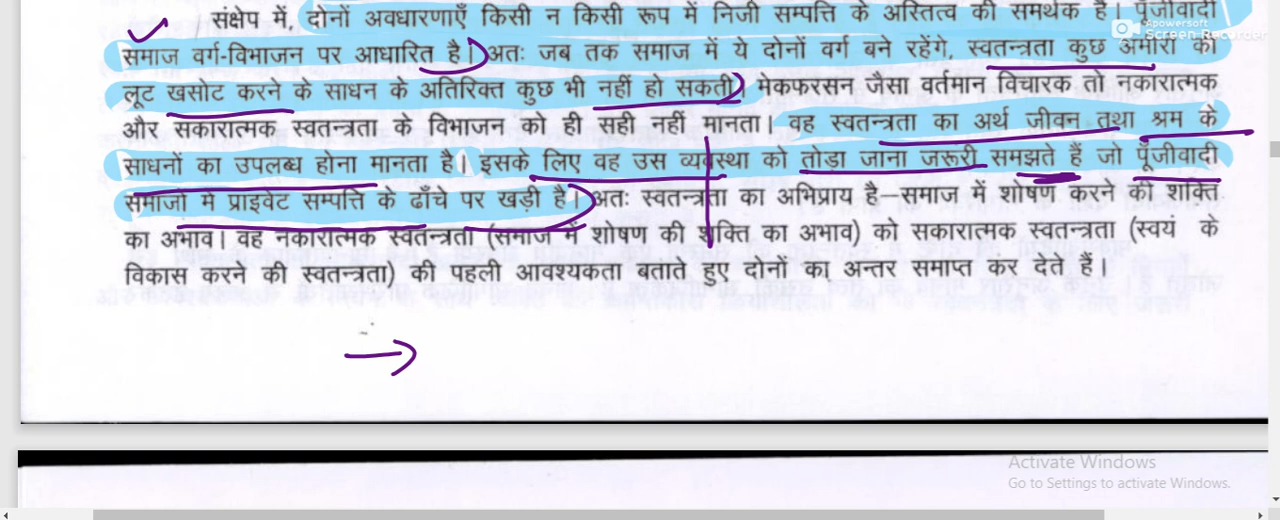 संक्षेप में, दोनों अवधारणाएँ किसी न किसी रूप में निजी सम्पत्ति के अस्तित्व की समर्थक है। पूंजीवादी
Apowersoft
Screen Recorder
समाज वर्ग-विभाजन पर आधारित है। अतः जब तक समाज में ये दोनों वर्ग बने रहेंगे, स्वतन्त्रता कुछ अमीरों की
लूट खसोट करने के साधन के अतिरिक्त कुछ भी नहीं हो सकती। मेकफरसन जैसा वर्तमान विचारक तो नकारात्मक
और सकारात्मक स्वतन्त्रता के विभाजन को ही सही नहीं मानता। वह स्वतन्त्रता का अर्थ जीवन तथा श्रम के
साधनों का उपलब्ध होना मानता है। इसके लिए वह उस व्यवस्था को तोडा जाना जरूरी समझते हैं जो पूंजीवादी
समाजों में प्राइवेट सम्पत्ति के ढाँचे पर खड़ी है। अतः स्वतन्त्रता का अभिप्राय है–समाज में शोषण करने की शक्ति
का अभाव। वह नकारात्मक स्वतन्त्रता (समाज में शोषण की शक्ति का अभाव) को सकारात्मक स्वतन्त्रता (स्वयं के
विकास करने की स्वतन्त्रता) की पहली आवश्यकता बताते हुए दोनों का अन्तर समाप्त कर देते हैं।
Activate Windows
Go to Settings to activate Windows.